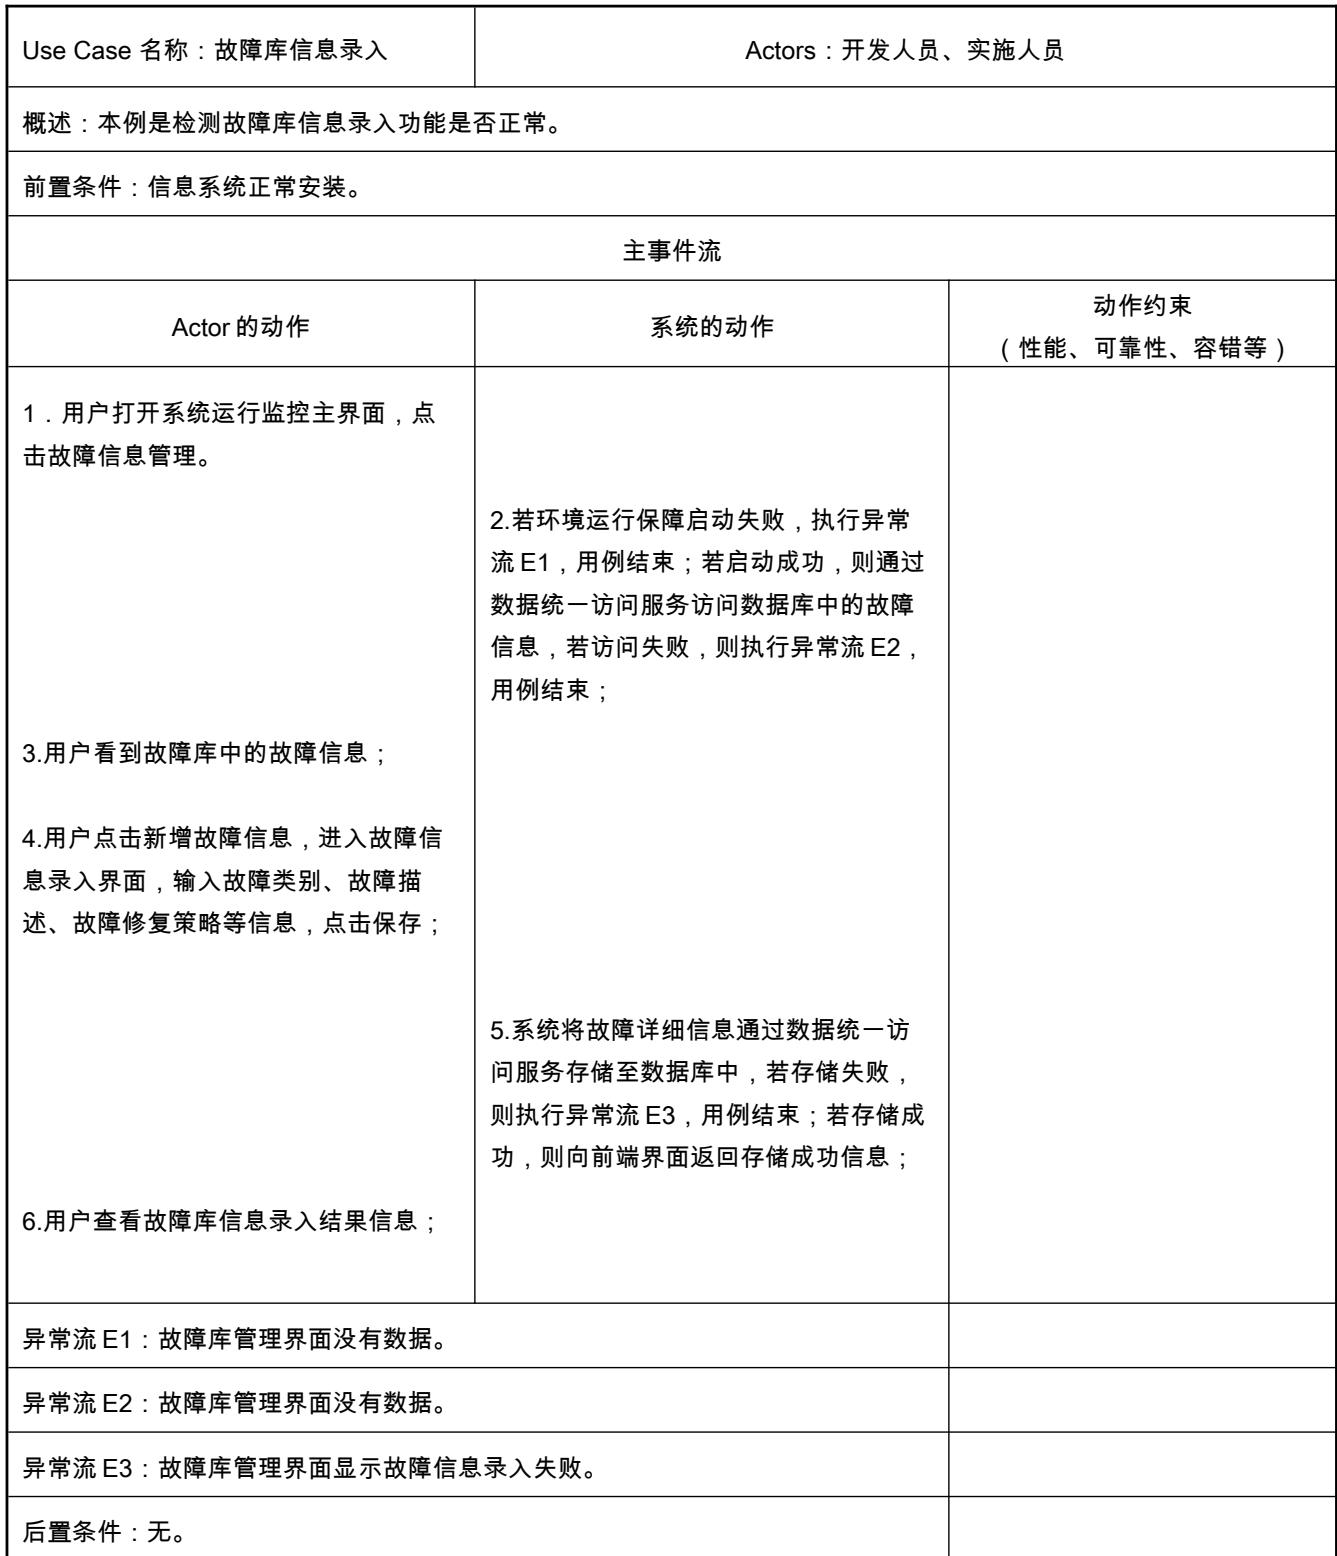 Use Case 名称：故障库信息录入
Actors：开发人员、实施人员
概述：本例是检测故障库信息录入功能是否正常。
前置条件：信息系统正常安装。
主事件流
Actor 的动作
系统的动作
动作约束
（性能、可靠性、容错等）
1．用户打开系统运行监控主界面，点
击故障信息管理。
2.若环境运行保障启动失败，执行异常
流 E1，用例结束；若启动成功，则通过
数据统一访问服务访问数据库中的故障
信息，若访问失败，则执行异常流 E2，
用例结束；
3.用户看到故障库中的故障信息；
4.用户点击新增故障信息，进入故障信
息录入界面，输入故障类别、故障描
述、故障修复策略等信息，点击保存；
5.系统将故障详细信息通过数据统一访
问服务存储至数据库中，若存储失败，
则执行异常流 E3，用例结束；若存储成
功，则向前端界面返回存储成功信息；
6.用户查看故障库信息录入结果信息；
异常流 E1：故障库管理界面没有数据。
异常流 E2：故障库管理界面没有数据。
异常流 E3：故障库管理界面显示故障信息录入失败。
后置条件：无。